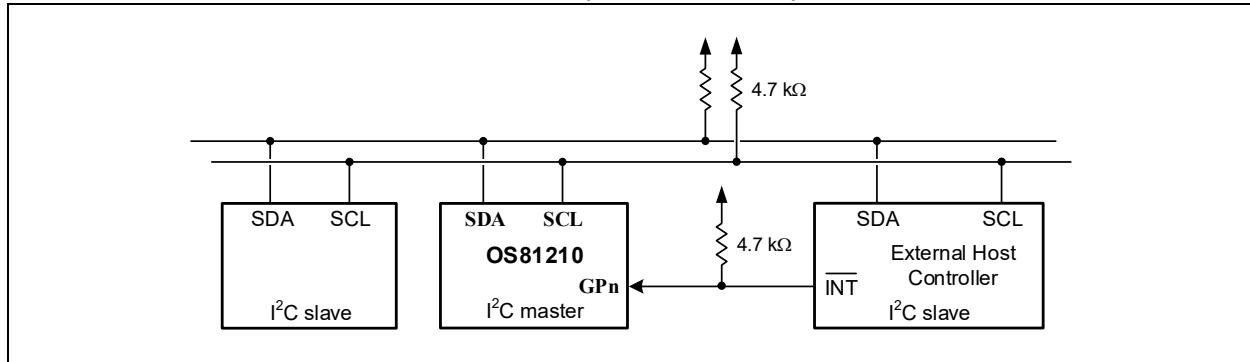 4.7 kΩ
SDA SCL
I²C slave
SDA SCL
OS81210
GPn
I²C master
4.7 kΩ
SDA SCL
External Host
Controller
INT
I²C slave